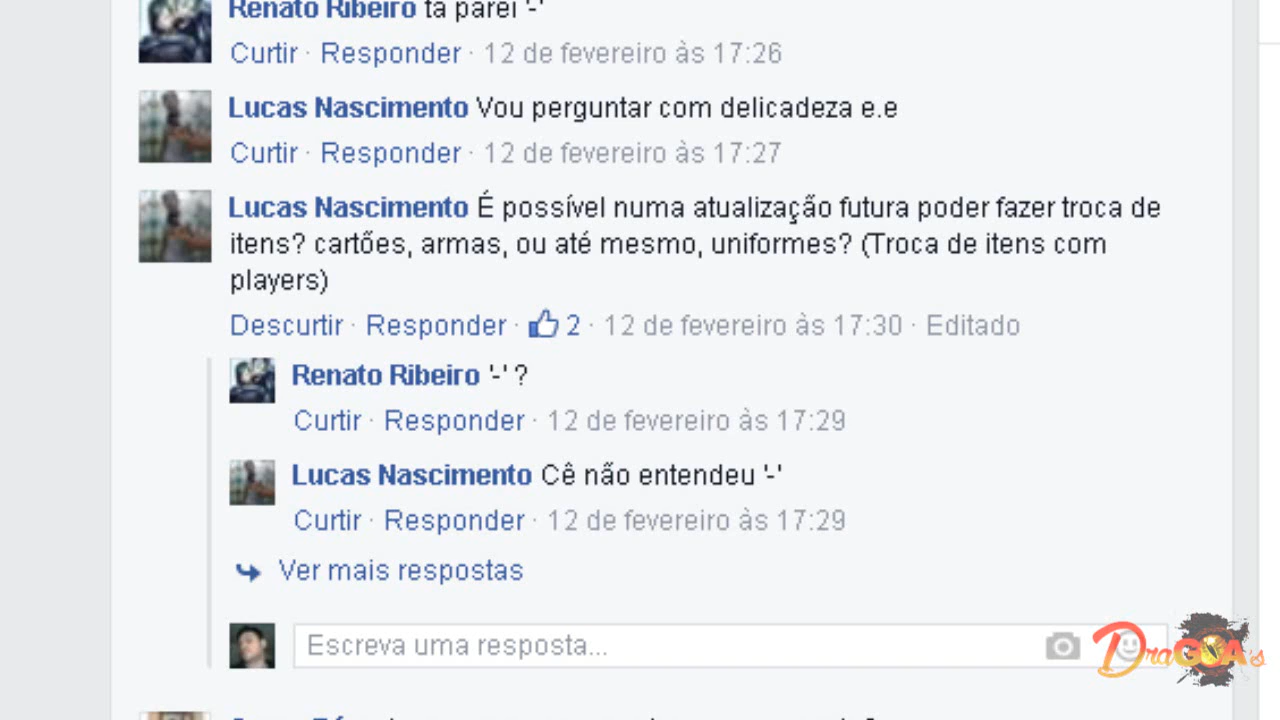 Renato Ribeiro ta parei '-'
Curtir · Responder · 12 de fevereiro às 17:26
Lucas Nascimento Vou perguntar com delicadeza e.e
Curtir · Responder · 12 de fevereiro às 17:27
Lucas Nascimento É possível numa atualização futura poder fazer troca de
itens? cartões, armas, ou até mesmo, uniformes? (Troca de itens com
players)
Descurtir · Responder · 2 · 12 de fevereiro às 17:30 · Editado
Renato Ribeiro '-' ?
Curtir · Responder · 12 de fevereiro às 17:29
Lucas Nascimento Cê não entendeu '-'
Curtir · Responder · 12 de fevereiro às 17:29
Ver mais respostas
Escreva uma resposta...
DraGOA's